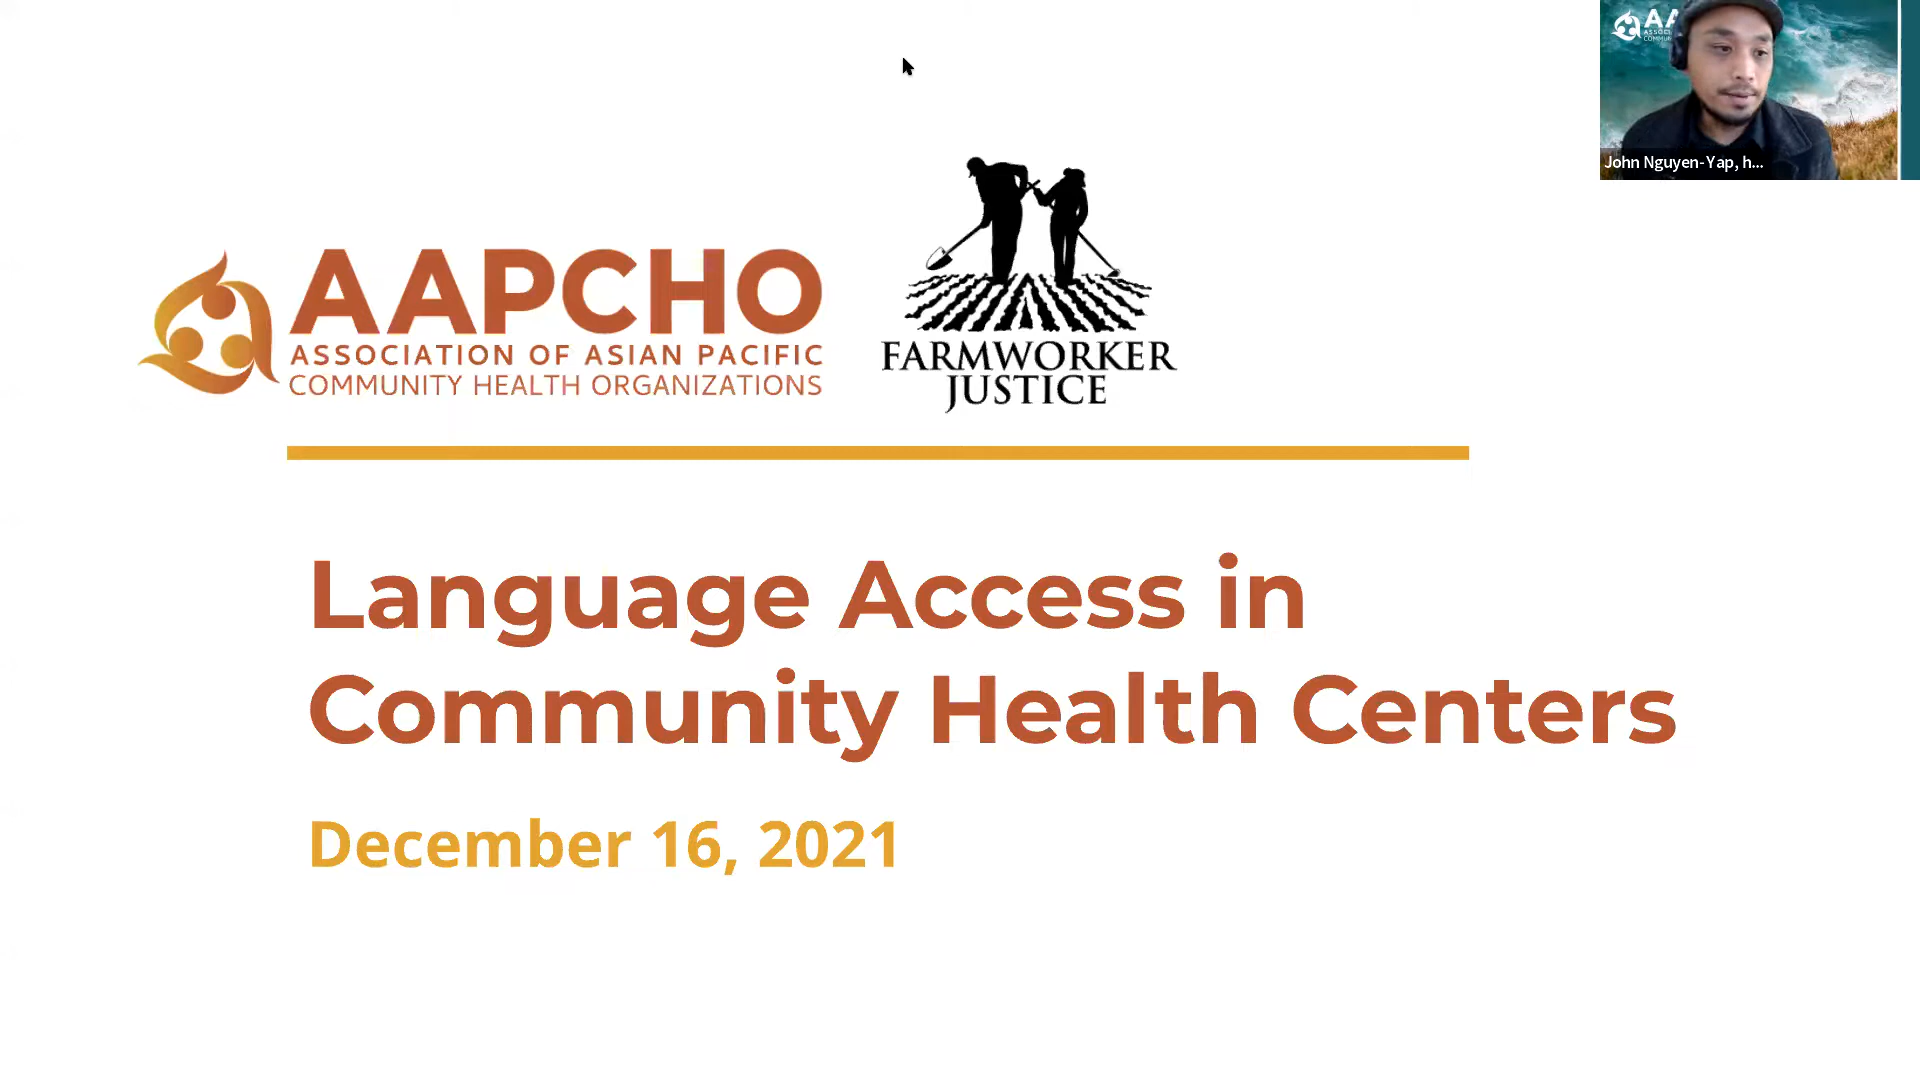 AAPCHO
ASSOCIATION OF ASIAN PACIFIC
COMMUNITY HEALTH ORGANIZATIONS
FARMWORKER
JUSTICE
Language Access in
Community Health Centers
December 16, 2021
John Nguyen-Yap, h...